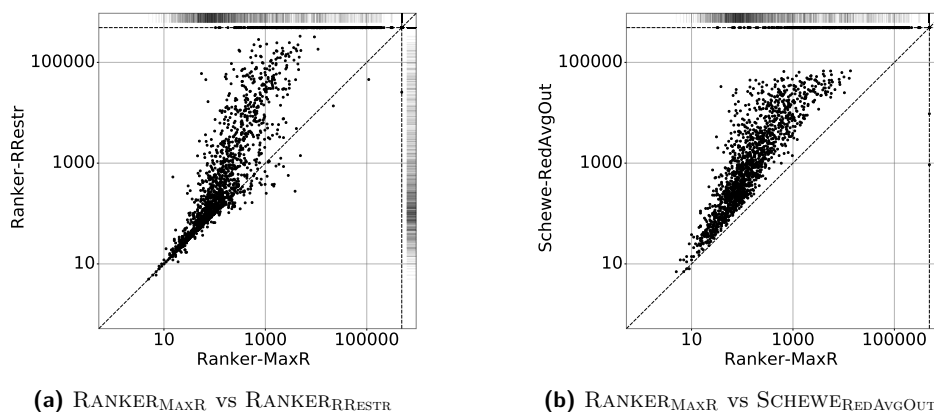 100000
1000
10
Ranker-RRestr
10 1000 100000
Ranker-MaxR
(a) RANKERMAXR vs RANKERRRESTR
100000
1000
10
Schewe-RedAvgOut
10 1000 100000
Ranker-MaxR
(b) RANKERMAXR vs SCHEWEREDAVGOUT